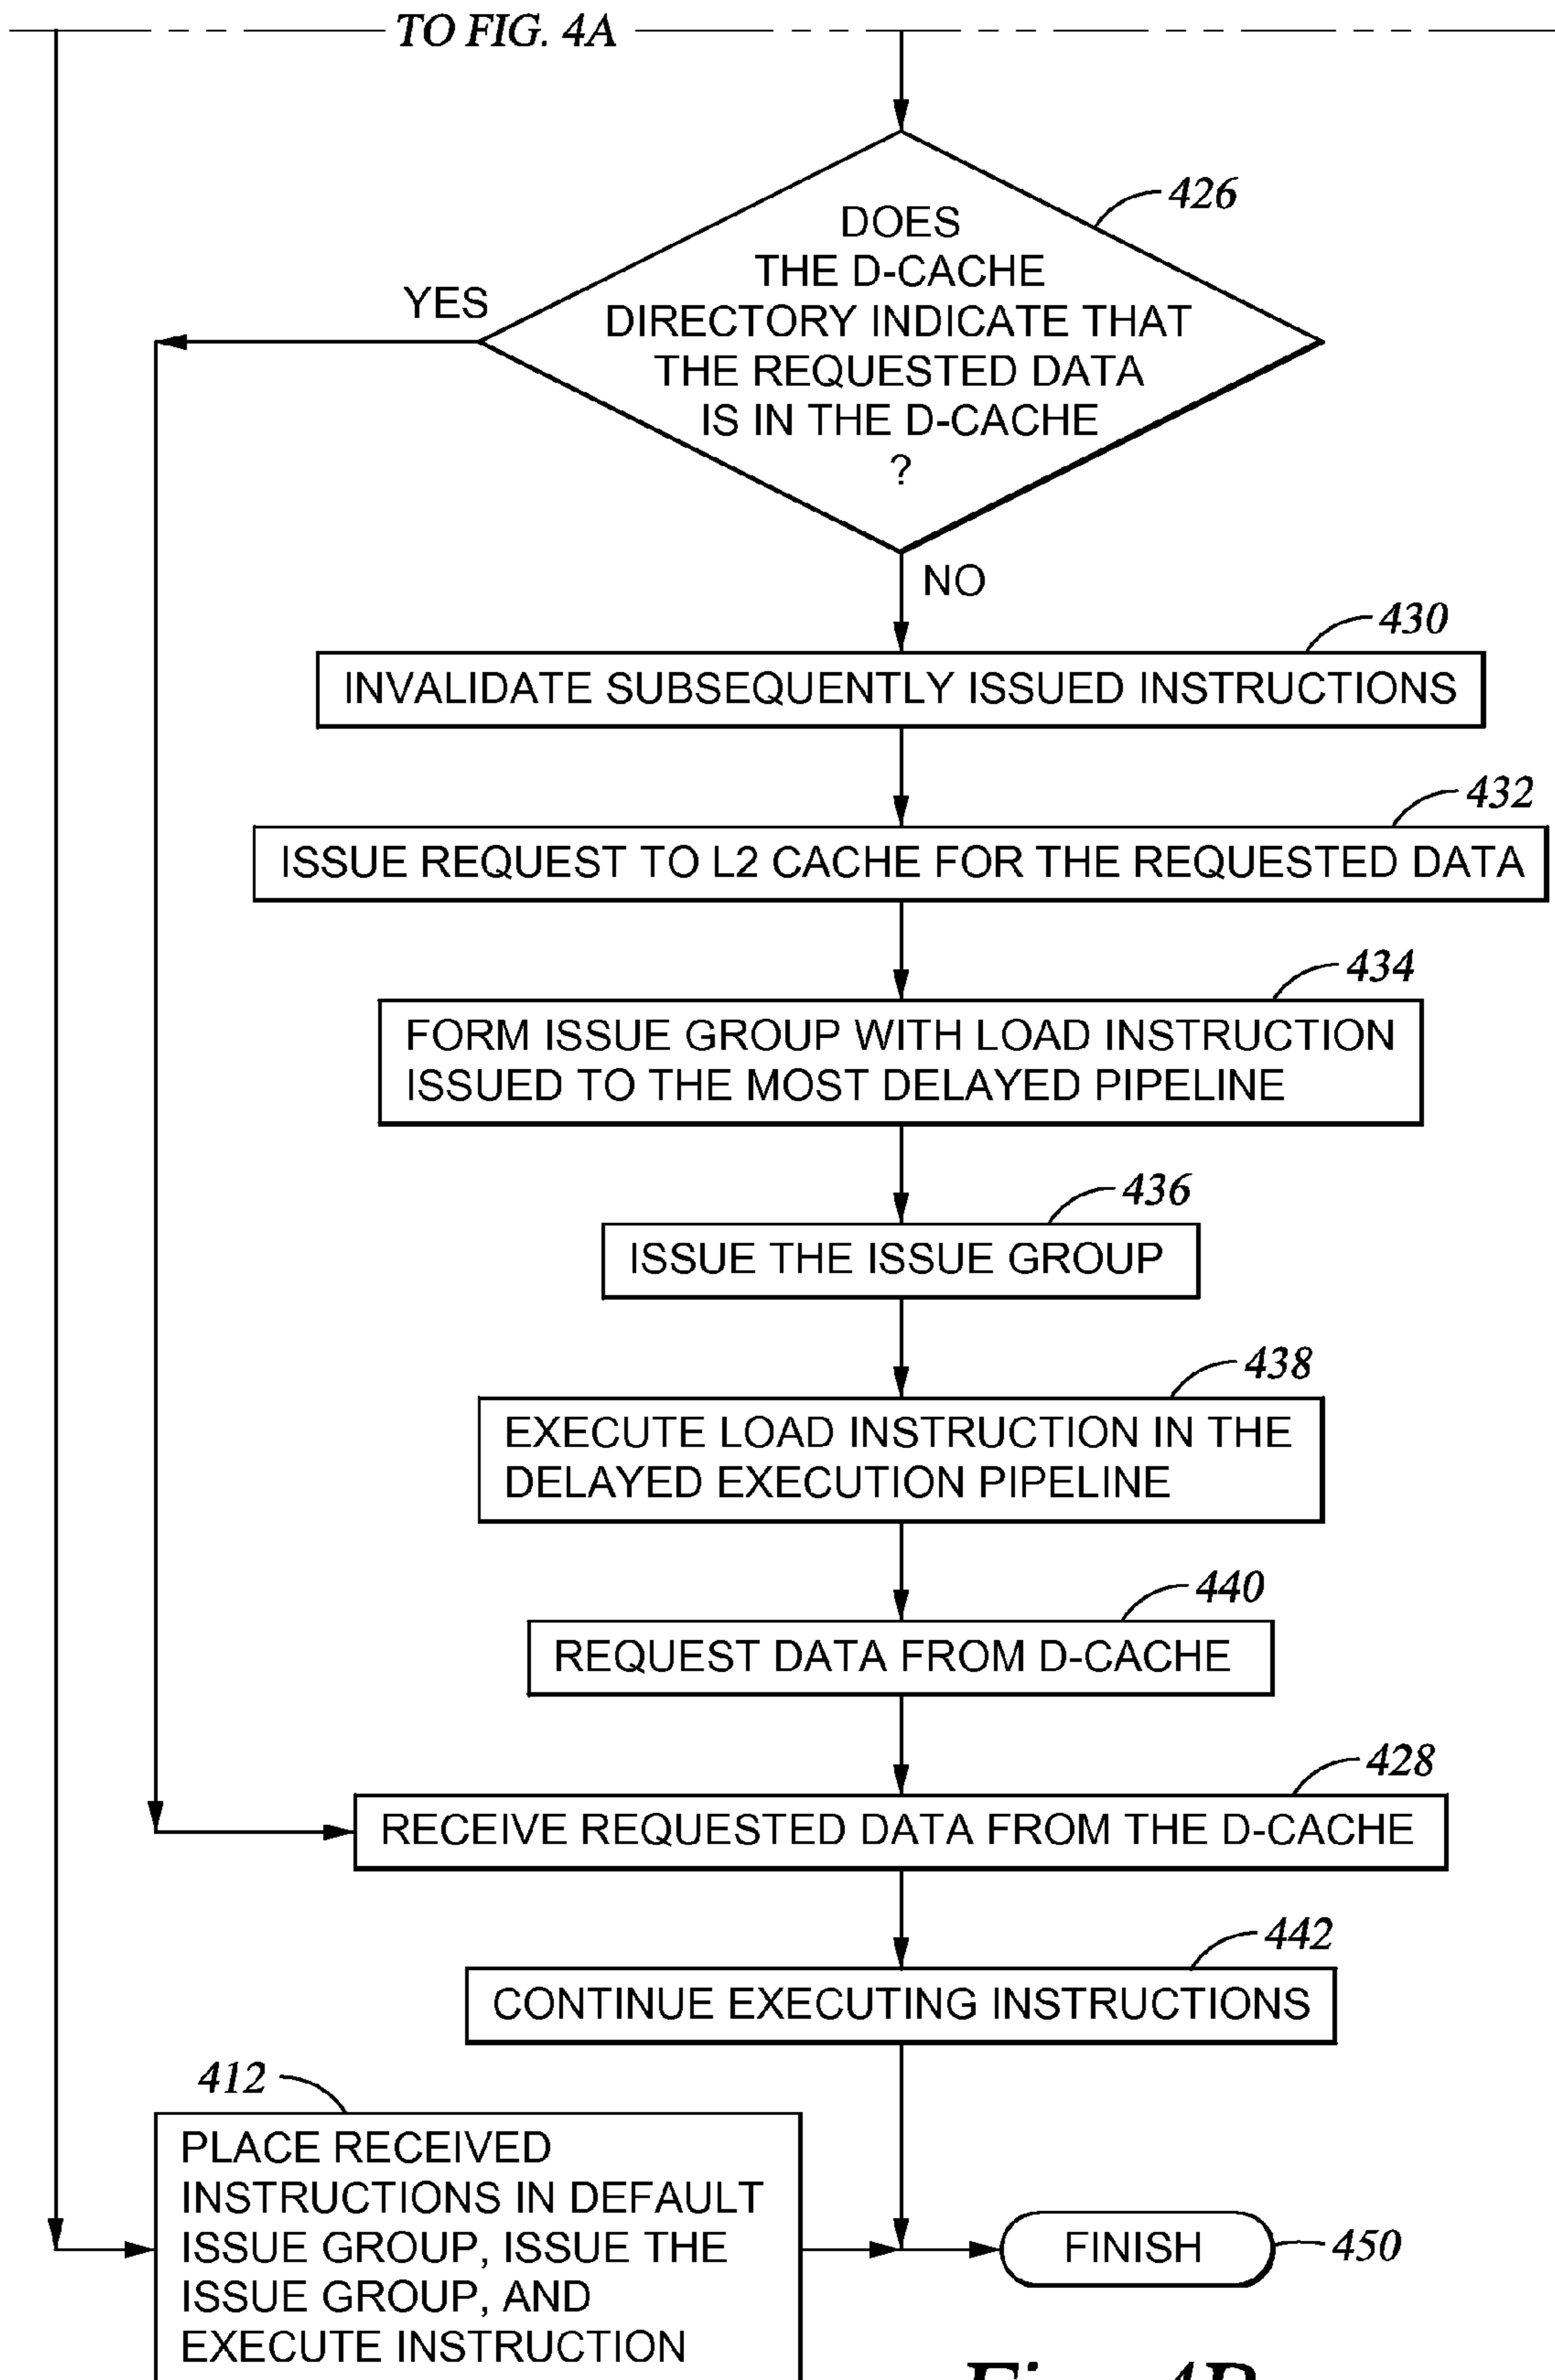 TO FIG. 4A
426
DOES
THE D-CACHE
DIRECTORY INDICATE THAT
THE REQUESTED DATA
IS IN THE D-CACHE
?
YES
NO
430
INVALIDATE SUBSEQUENTLY ISSUED INSTRUCTIONS
432
ISSUE REQUEST TO L2 CACHE FOR THE REQUESTED DATA
434
FORM ISSUE GROUP WITH LOAD INSTRUCTION
ISSUED TO THE MOST DELAYED PIPELINE
436
ISSUE THE ISSUE GROUP
438
EXECUTE LOAD INSTRUCTION IN THE
DELAYED EXECUTION PIPELINE
440
REQUEST DATA FROM D-CACHE
428
RECEIVE REQUESTED DATA FROM THE D-CACHE
442
CONTINUE EXECUTING INSTRUCTIONS
412
PLACE RECEIVED
INSTRUCTIONS IN DEFAULT
ISSUE GROUP, ISSUE THE
ISSUE GROUP, AND
EXECUTE INSTRUCTION
FINISH
450